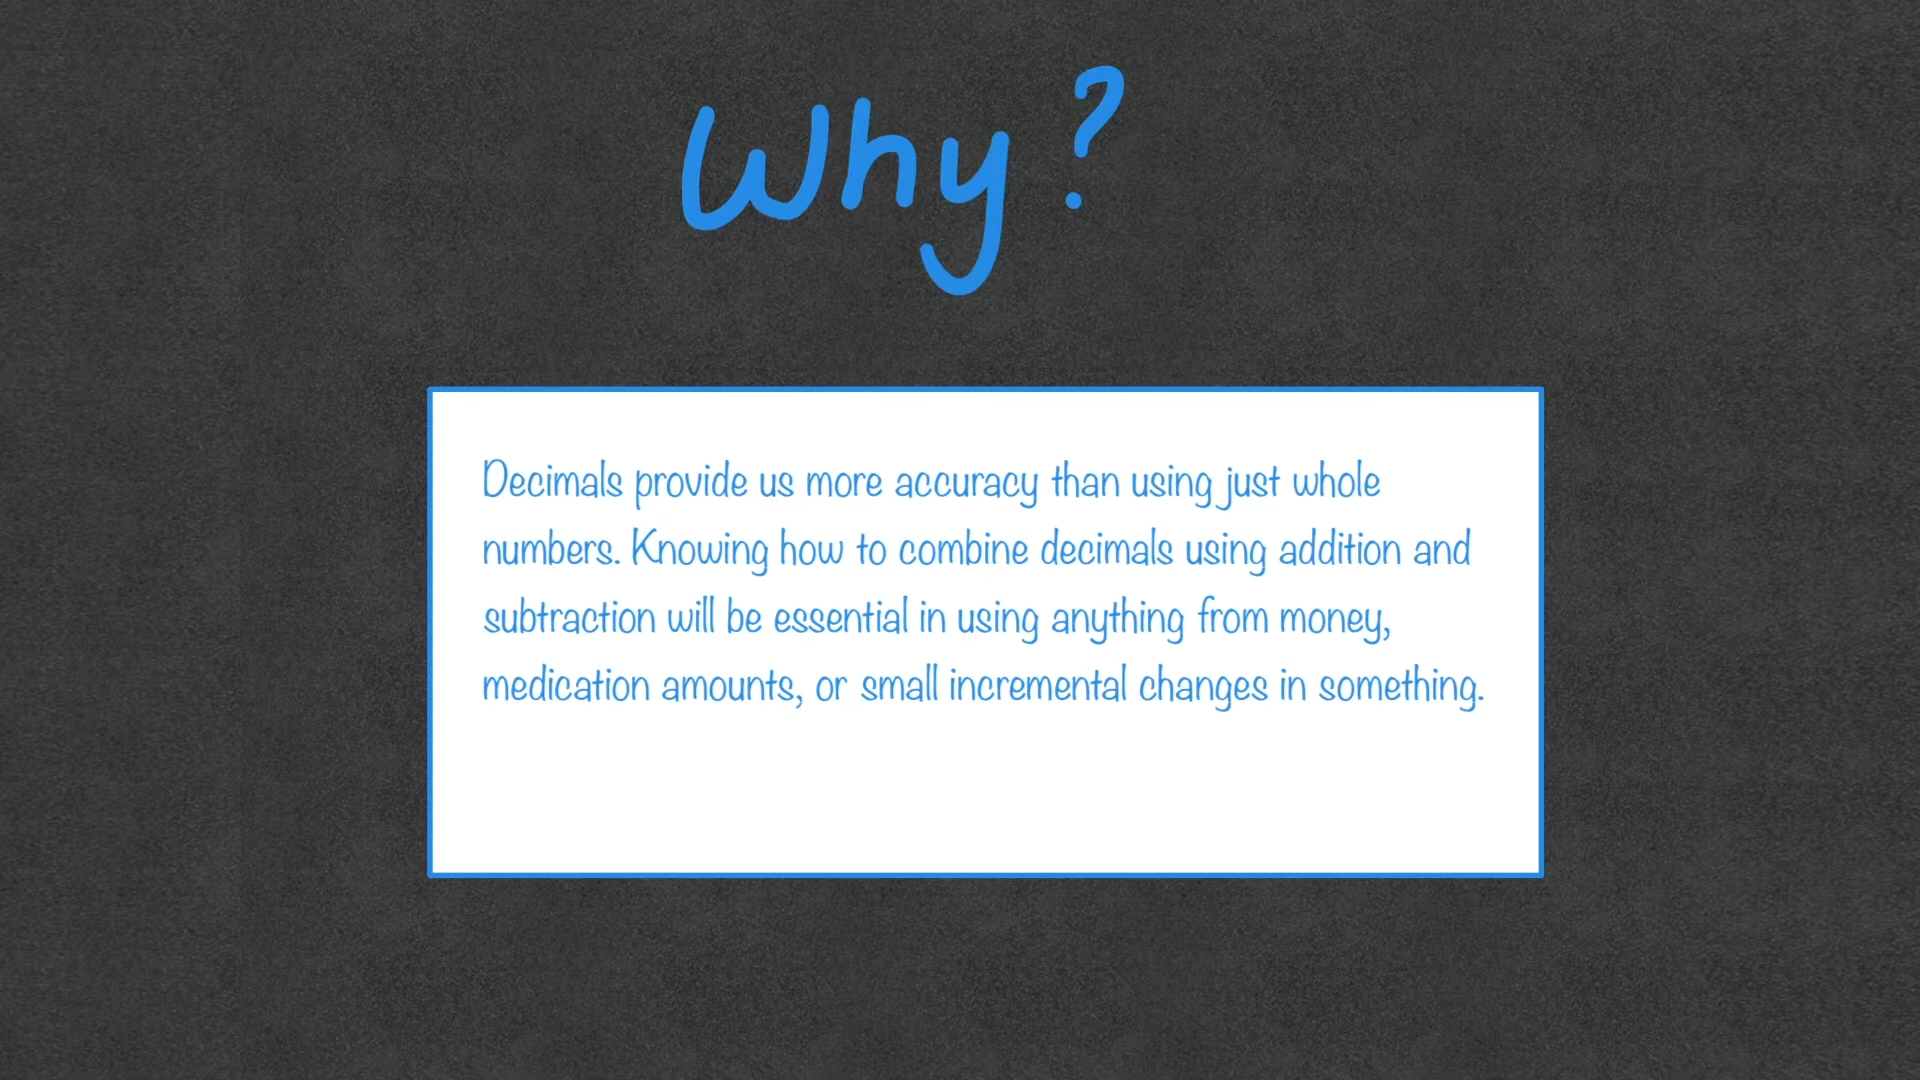 Why?
Decimals provide us more accuracy than using just whole
numbers. Knowing how to combine decimals using addition and
subtraction will be essential in using anything from money,
medication amounts, or small incremental changes in something.